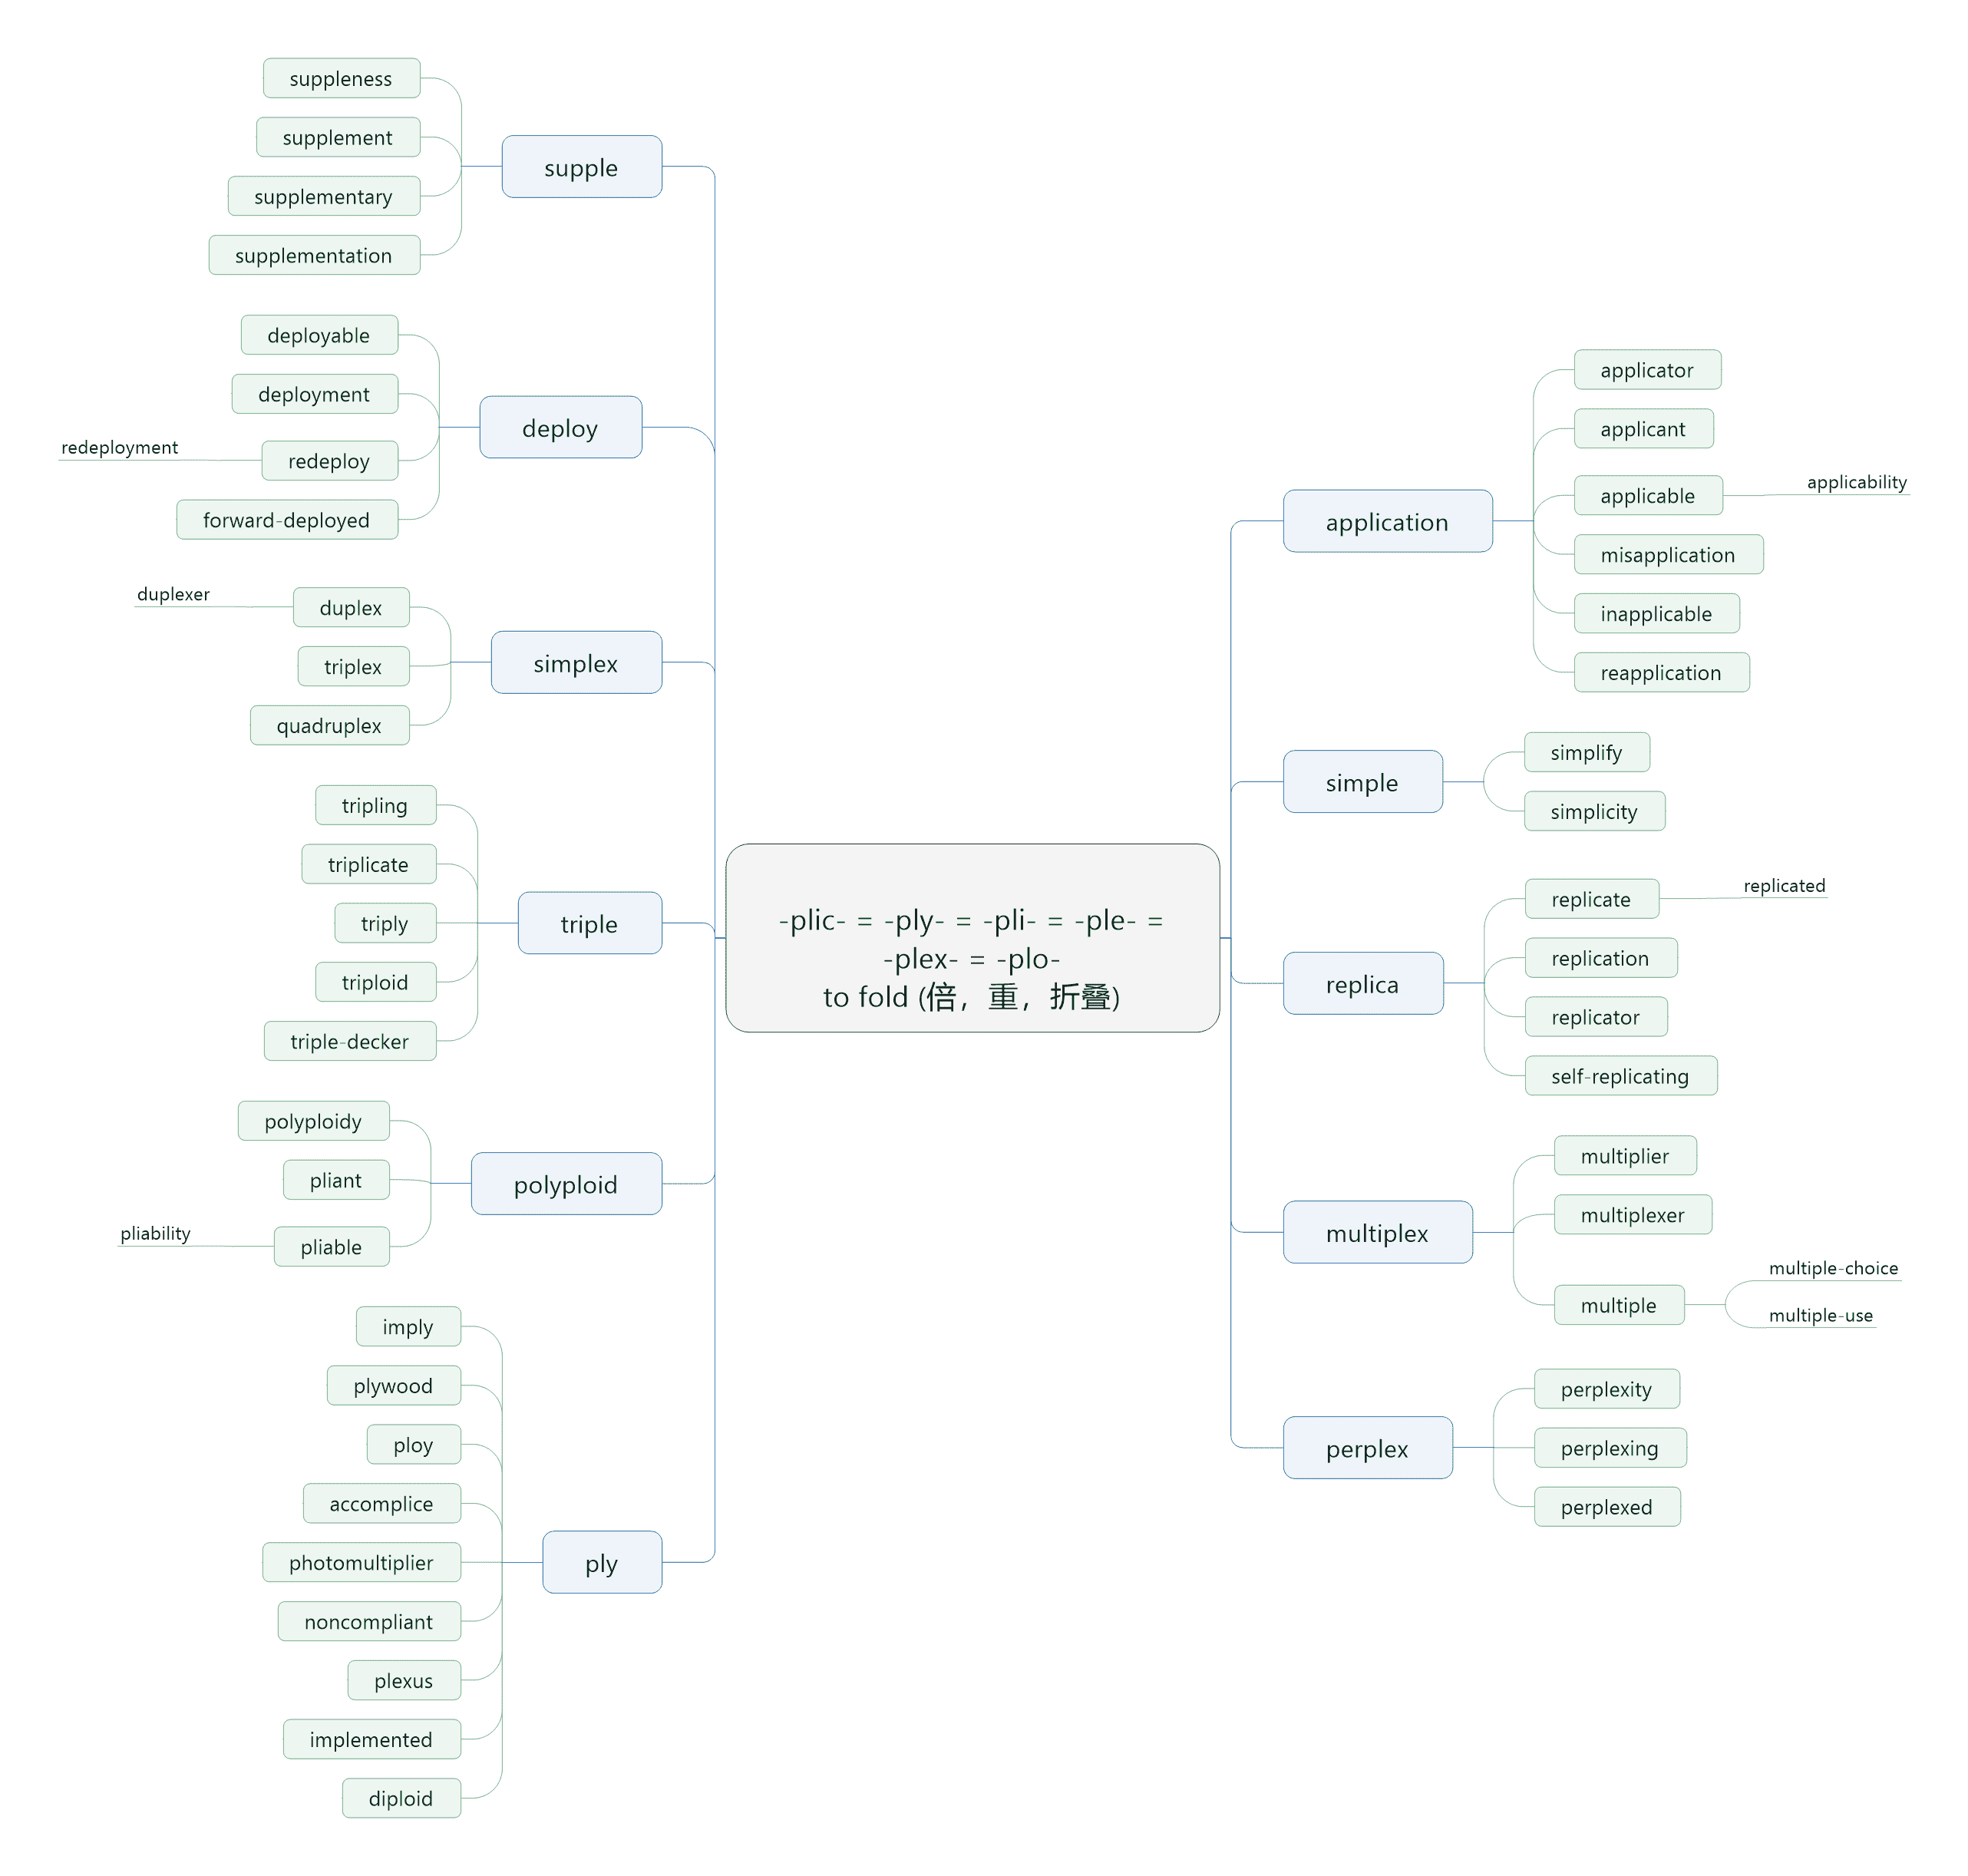 -plic- = -ply- = -pli- = -ple- =
-plex- = -plo-
to fold (倍，重，折叠)
application
applicator
applicant
applicable
applicability
misapplication
inapplicable
reapplication
simple
simplify
simplicity
replica
replicate
replicated
replication
replicator
self-replicating
multiplex
multiplier
multiplexer
multiple
multiple-choice
multiple-use
perplex
perplexity
perplexing
perplexed
supple
suppleness
supplement
supplementary
supplementation
deploy
deployable
deployment
redeploy
redeployment
forward-deployed
simplex
duplex
duplexer
triplex
quadruplex
triple
tripling
triplicate
triply
triploid
triple-decker
polyploid
polyploidy
pliant
pliable
pliability
ply
imply
plywood
ploy
accomplice
photomultiplier
noncompliant
plexus
implemented
diploid